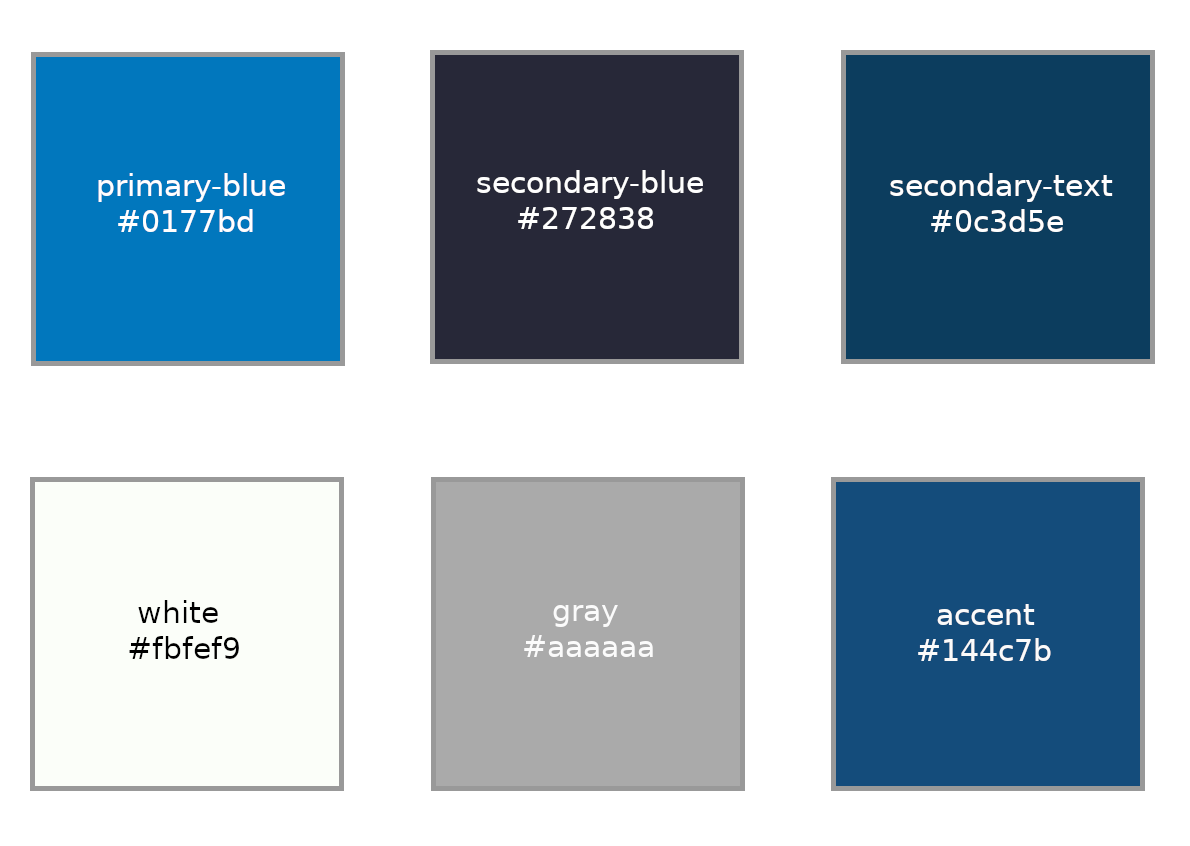 primary-blue
#0177bd
secondary-blue
#272838
secondary-text
#0c3d5e
white
#fbfef9
gray
#aaaaaa
accent
#144c7b